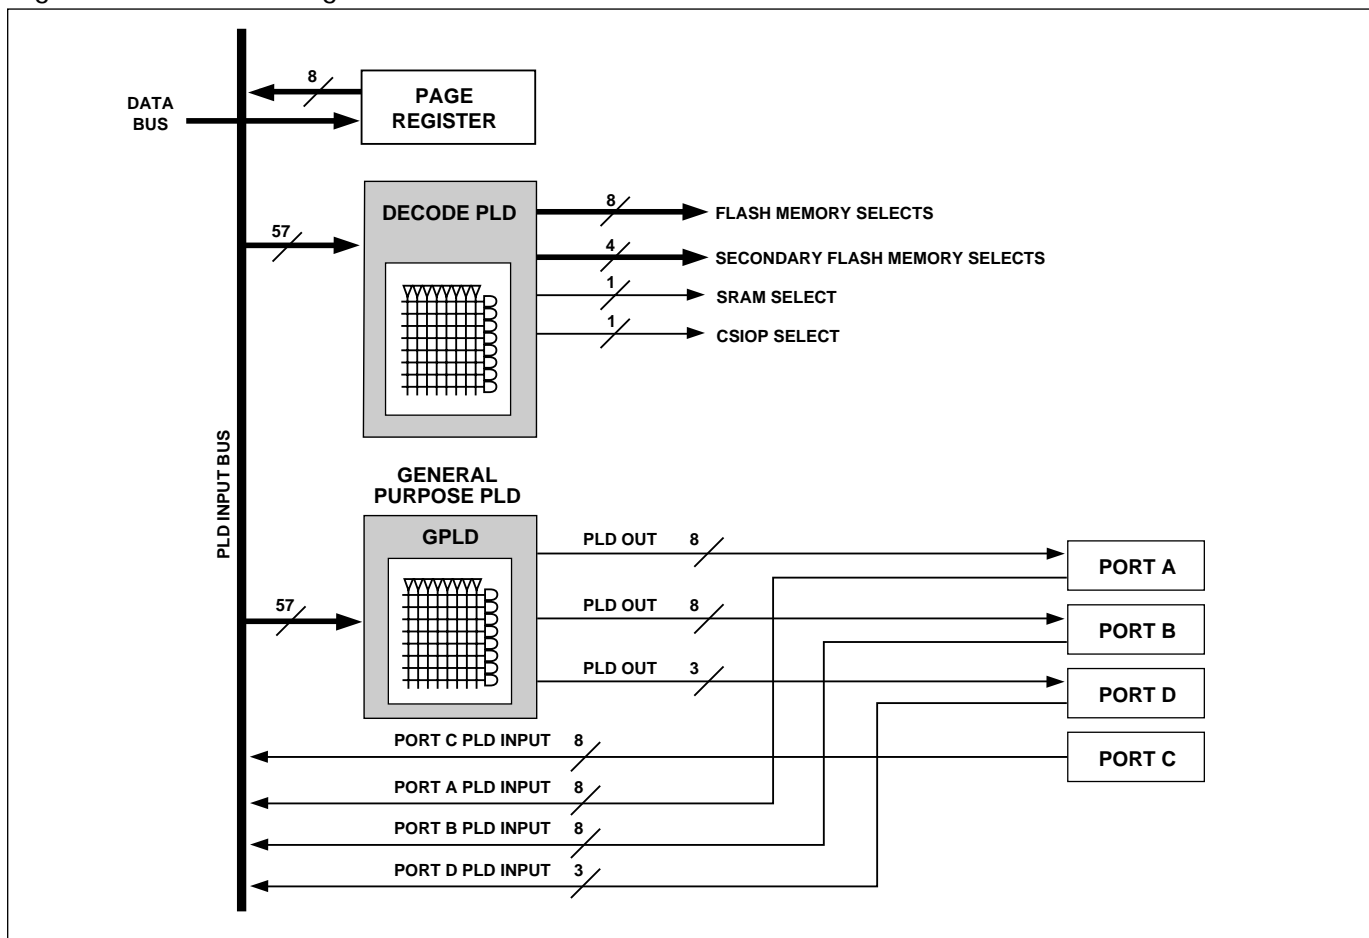 8
PAGE
REGISTER
DATA
BUS
DECODE PLD
8
FLASH MEMORY SELECTS
57
4
SECONDARY FLASH MEMORY SELECTS
1
SRAM SELECT
1
CSIOP SELECT
PLD INPUT BUS
GENERAL
PURPOSE PLD
GPLD
PLD OUT 8
PORT A
57
PLD OUT 8
PORT B
PLD OUT 3
PORT D
PORT C PLD INPUT 8
PORT C
PORT A PLD INPUT 8
PORT B PLD INPUT 8
PORT D PLD INPUT 3